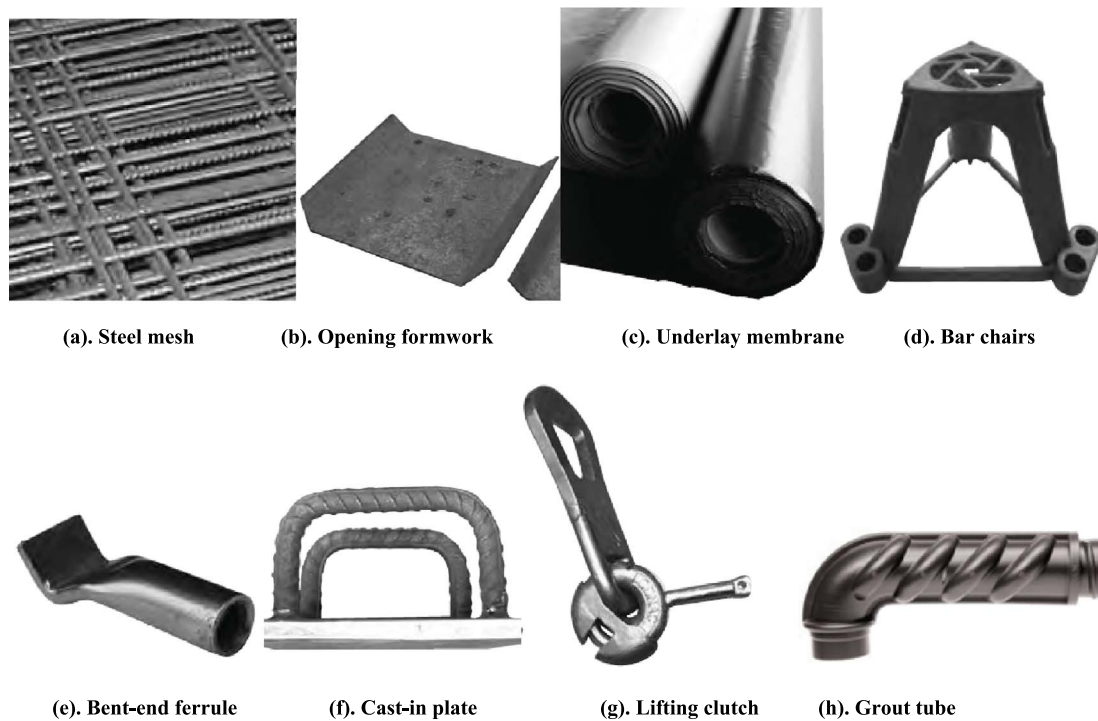 (a). Steel mesh
(b). Opening formwork
(c). Underlay membrane
(d). Bar chairs
(e). Bent-end ferrule
(f). Cast-in plate
(g). Lifting clutch
(h). Grout tube